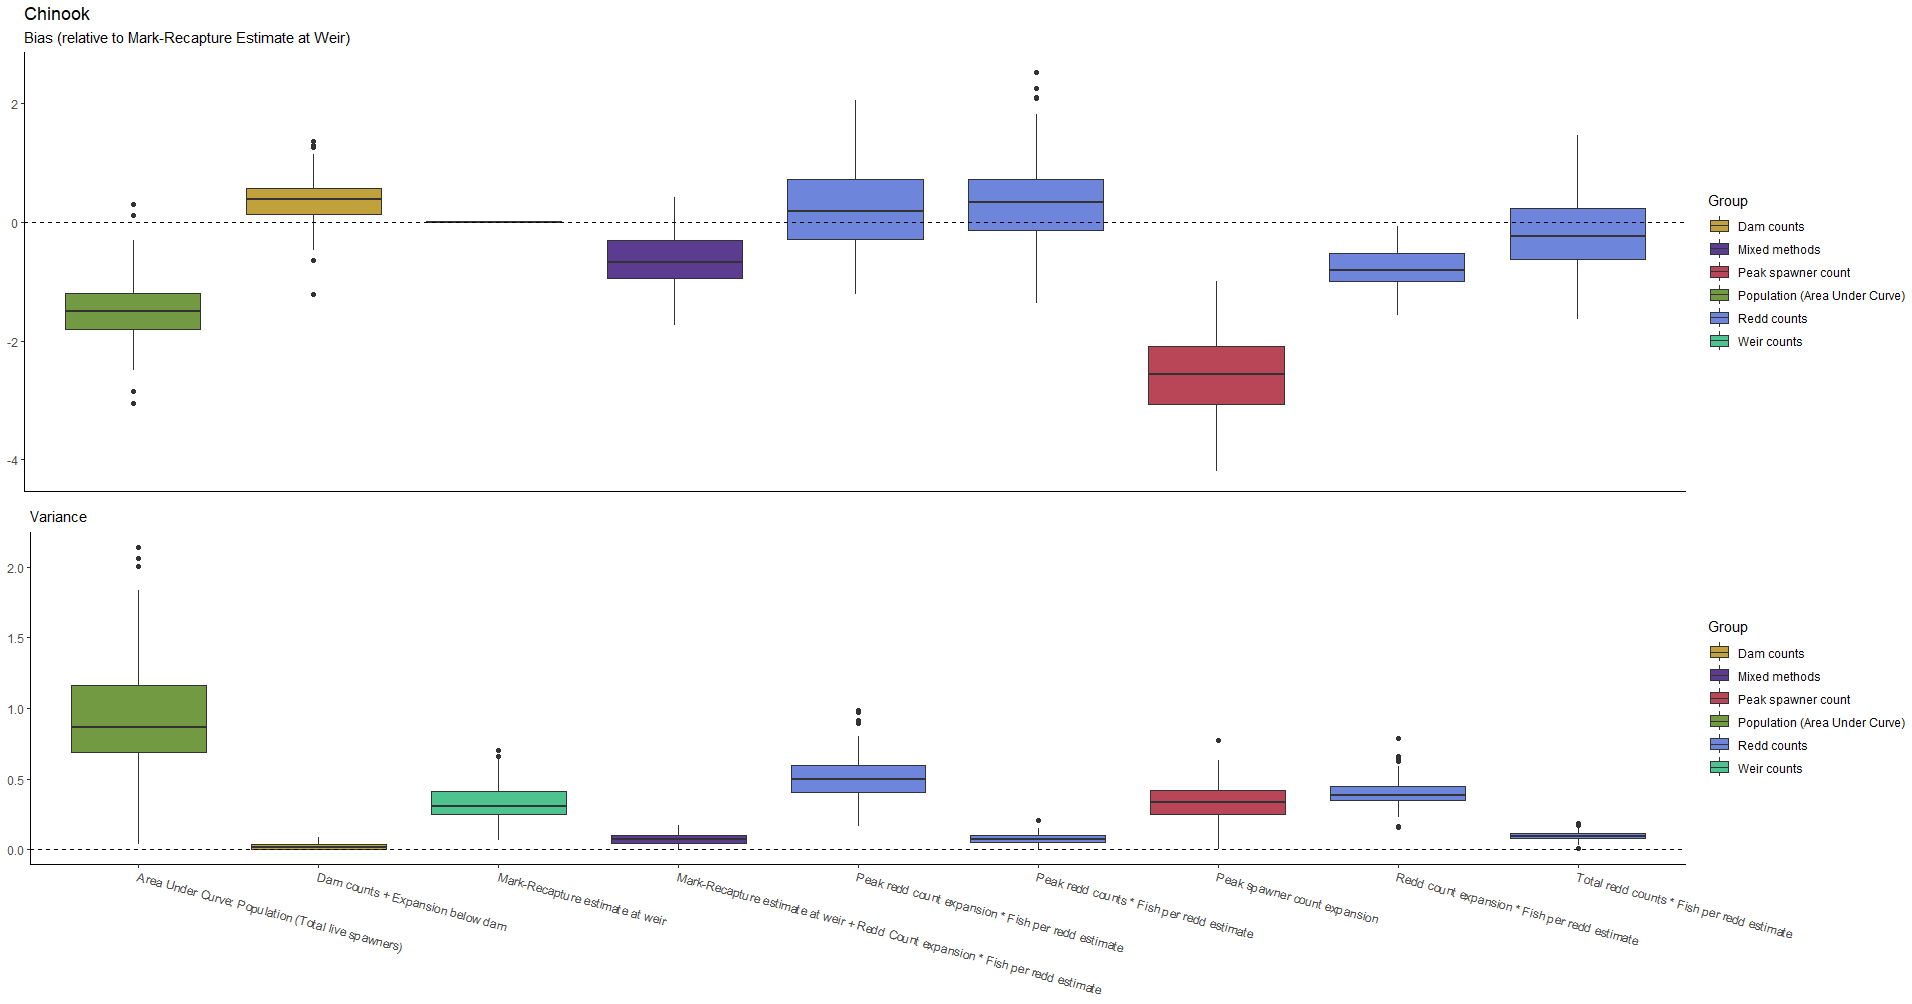 Chinook
Bias (relative to Mark-Recapture Estimate at Weir)
2
0
-2
-4
Group
Dam counts
Mixed methods
Peak spawner count
Population (Area Under Curve)
Redd counts
Weir counts
Variance
2.0
1.5
1.0
0.5
0.0
Group
Dam counts
Mixed methods
Peak spawner count
Population (Area Under Curve)
Redd counts
Weir counts
Area Under Curve: Population (Total live spawners)
Dam counts + Expansion below dam
Mark-Recapture estimate at weir
Mark-Recapture estimate at weir + Redd Count expansion * Fish per redd estimate
Peak redd count expansion * Fish per redd estimate
Peak redd counts * Fish per redd estimate
Peak spawner count expansion
Redd count expansion * Fish per redd estimate
Total redd counts * Fish per redd estimate